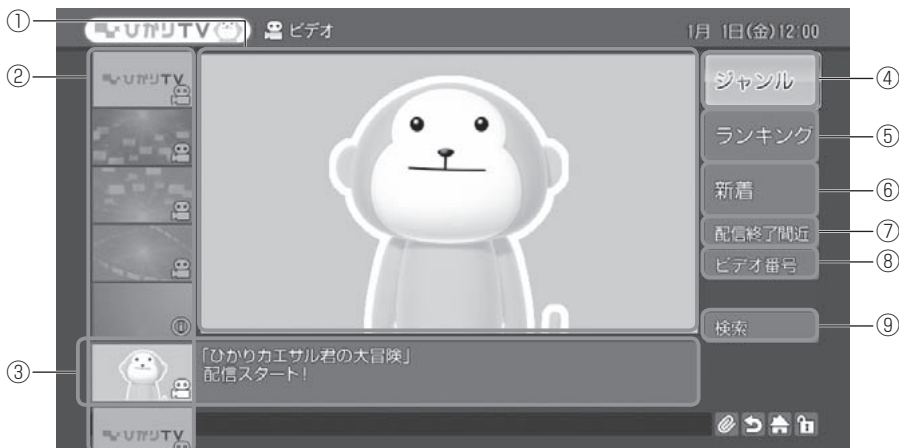 ①
ひかりTV
ビデオ
1月 1日(金)12:00
②
ひかりTV
ジャンル
④
ランキング
⑤
新着
⑥
配信終了間近
⑦
ビデオ番号
⑧
検索
⑨
③
「ひかりカエサル君の大冒険」
配信スタート!
ひかりTV